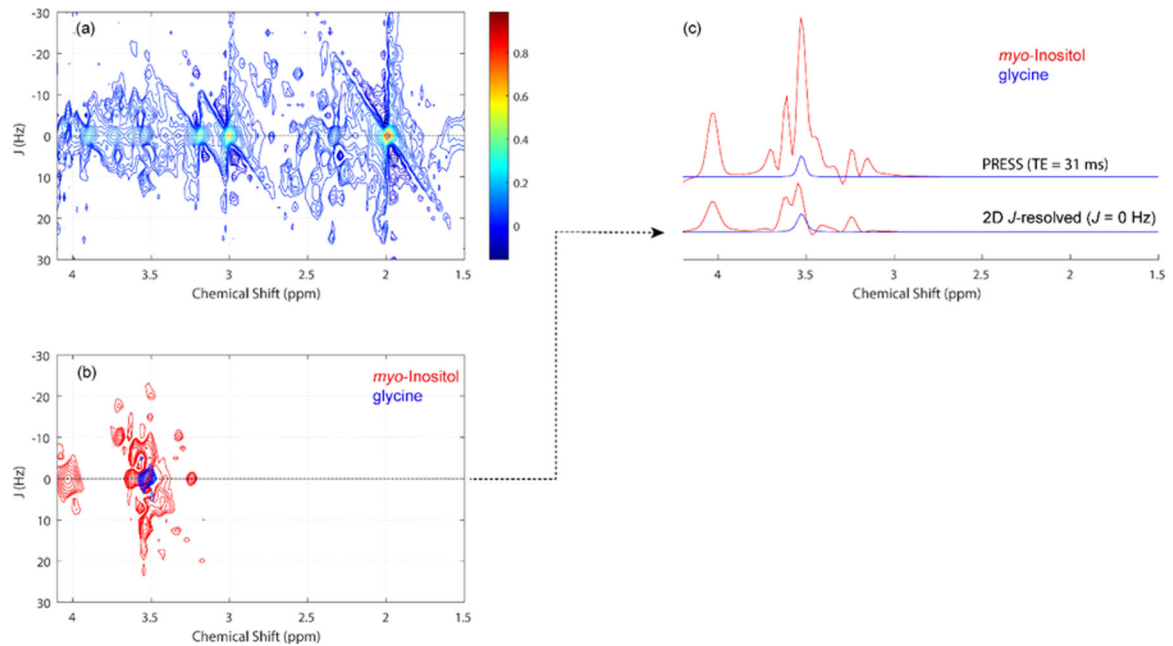 (a)
-30
-20
-10
0
10
20
30
J (Hz)
4
3.5
3
2.5
2
1.5
Chemical Shift (ppm)
0.8
0.6
0.4
0.2
0
(b)
myo-Inositol
glycine
-30
-20
-10
0
10
20
30
J (Hz)
4
3.5
3
2.5
2
1.5
Chemical Shift (ppm)
(c)
myo-Inositol
glycine
PRESS (TE = 31 ms)
2D J-resolved (J = 0 Hz)
4
3.5
3
2.5
2
1.5
Chemical Shift (ppm)